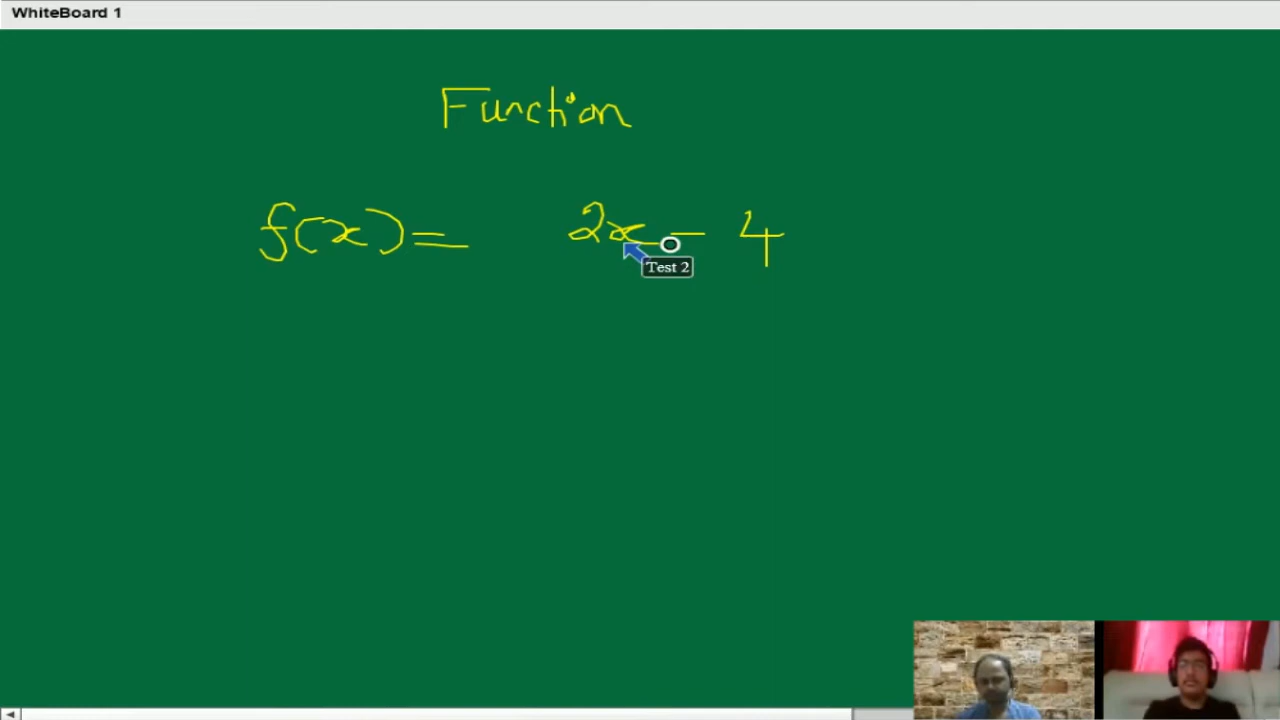 WhiteBoard 1
Function
f(x) = 2x - 4
Test 2